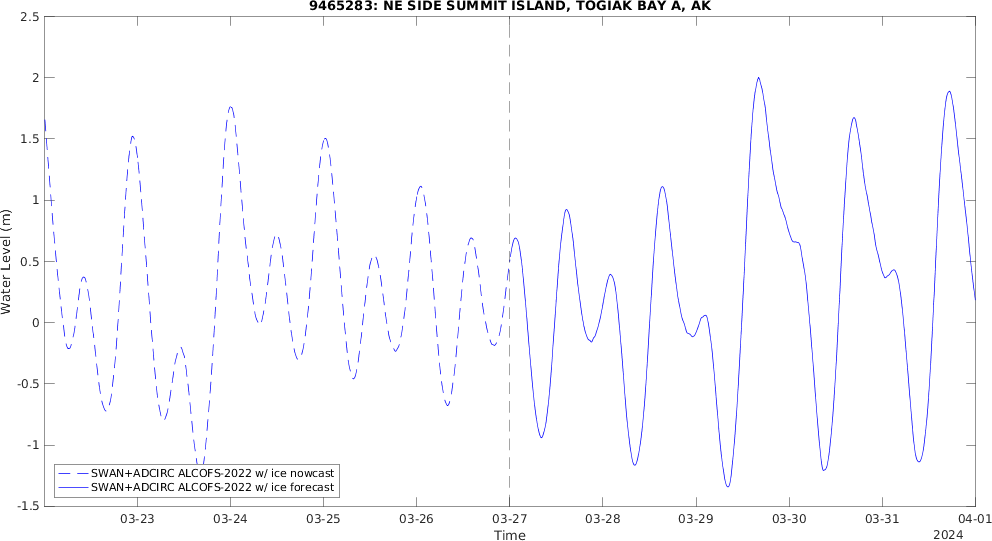 9465283: NE SIDE SUMMIT ISLAND, TOGIAK BAY A, AK
2.5
2
1.5
1
0.5
0
-0.5
-1
-1.5
Water Level (m)
SWAN+ADCIRC ALCOFS-2022 w/ ice nowcast
SWAN+ADCIRC ALCOFS-2022 w/ ice forecast
03-23 03-24 03-25 03-26 03-27 03-28 03-29 03-30 03-31 04-01
Time
2024